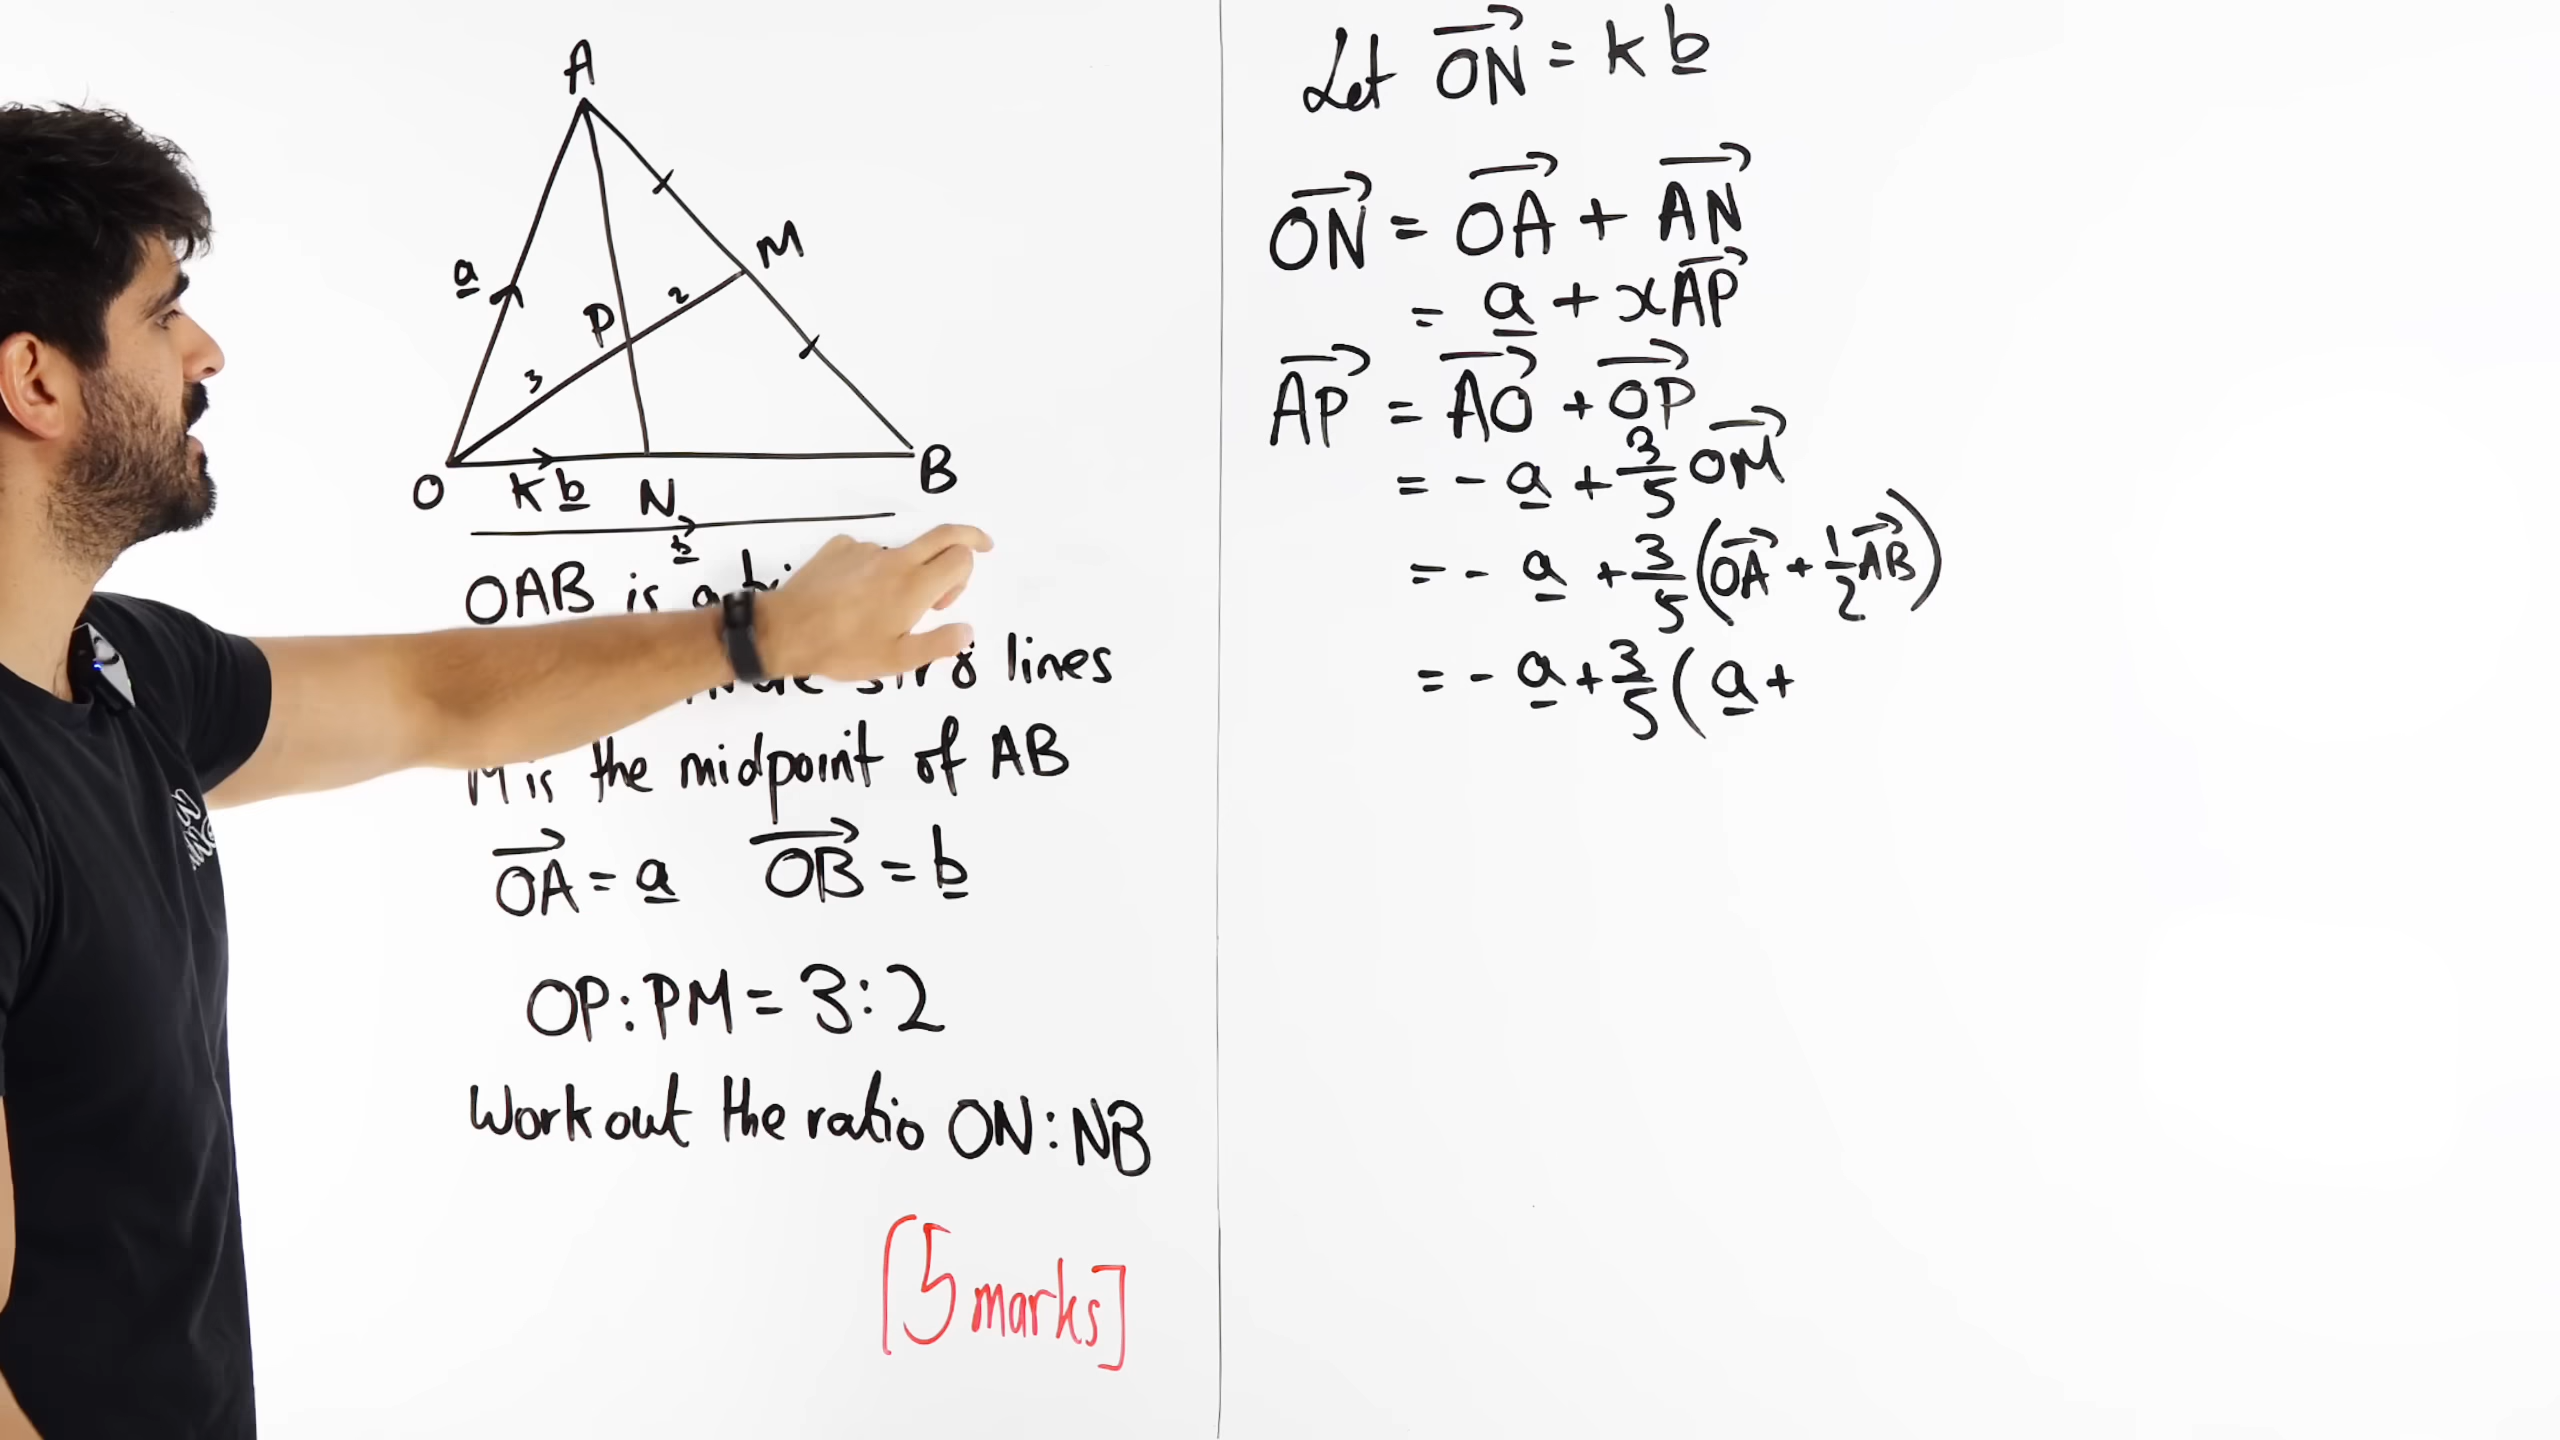 A
a
M
P
2
3
O
k b
N
B
b
OAB is a
lines
M is the midpoint of AB
OA = a OB = b
OP:PM = 3:2
Work out the ratio ON:NB
[5 marks]
Let ON = k b
ON = OA + AN
= a + xAP
AP = AO + OP
= - a + 3/5 OM
= - a + 3/5 (OA + 1/2 AB)
= - a + 3/5 ( a +